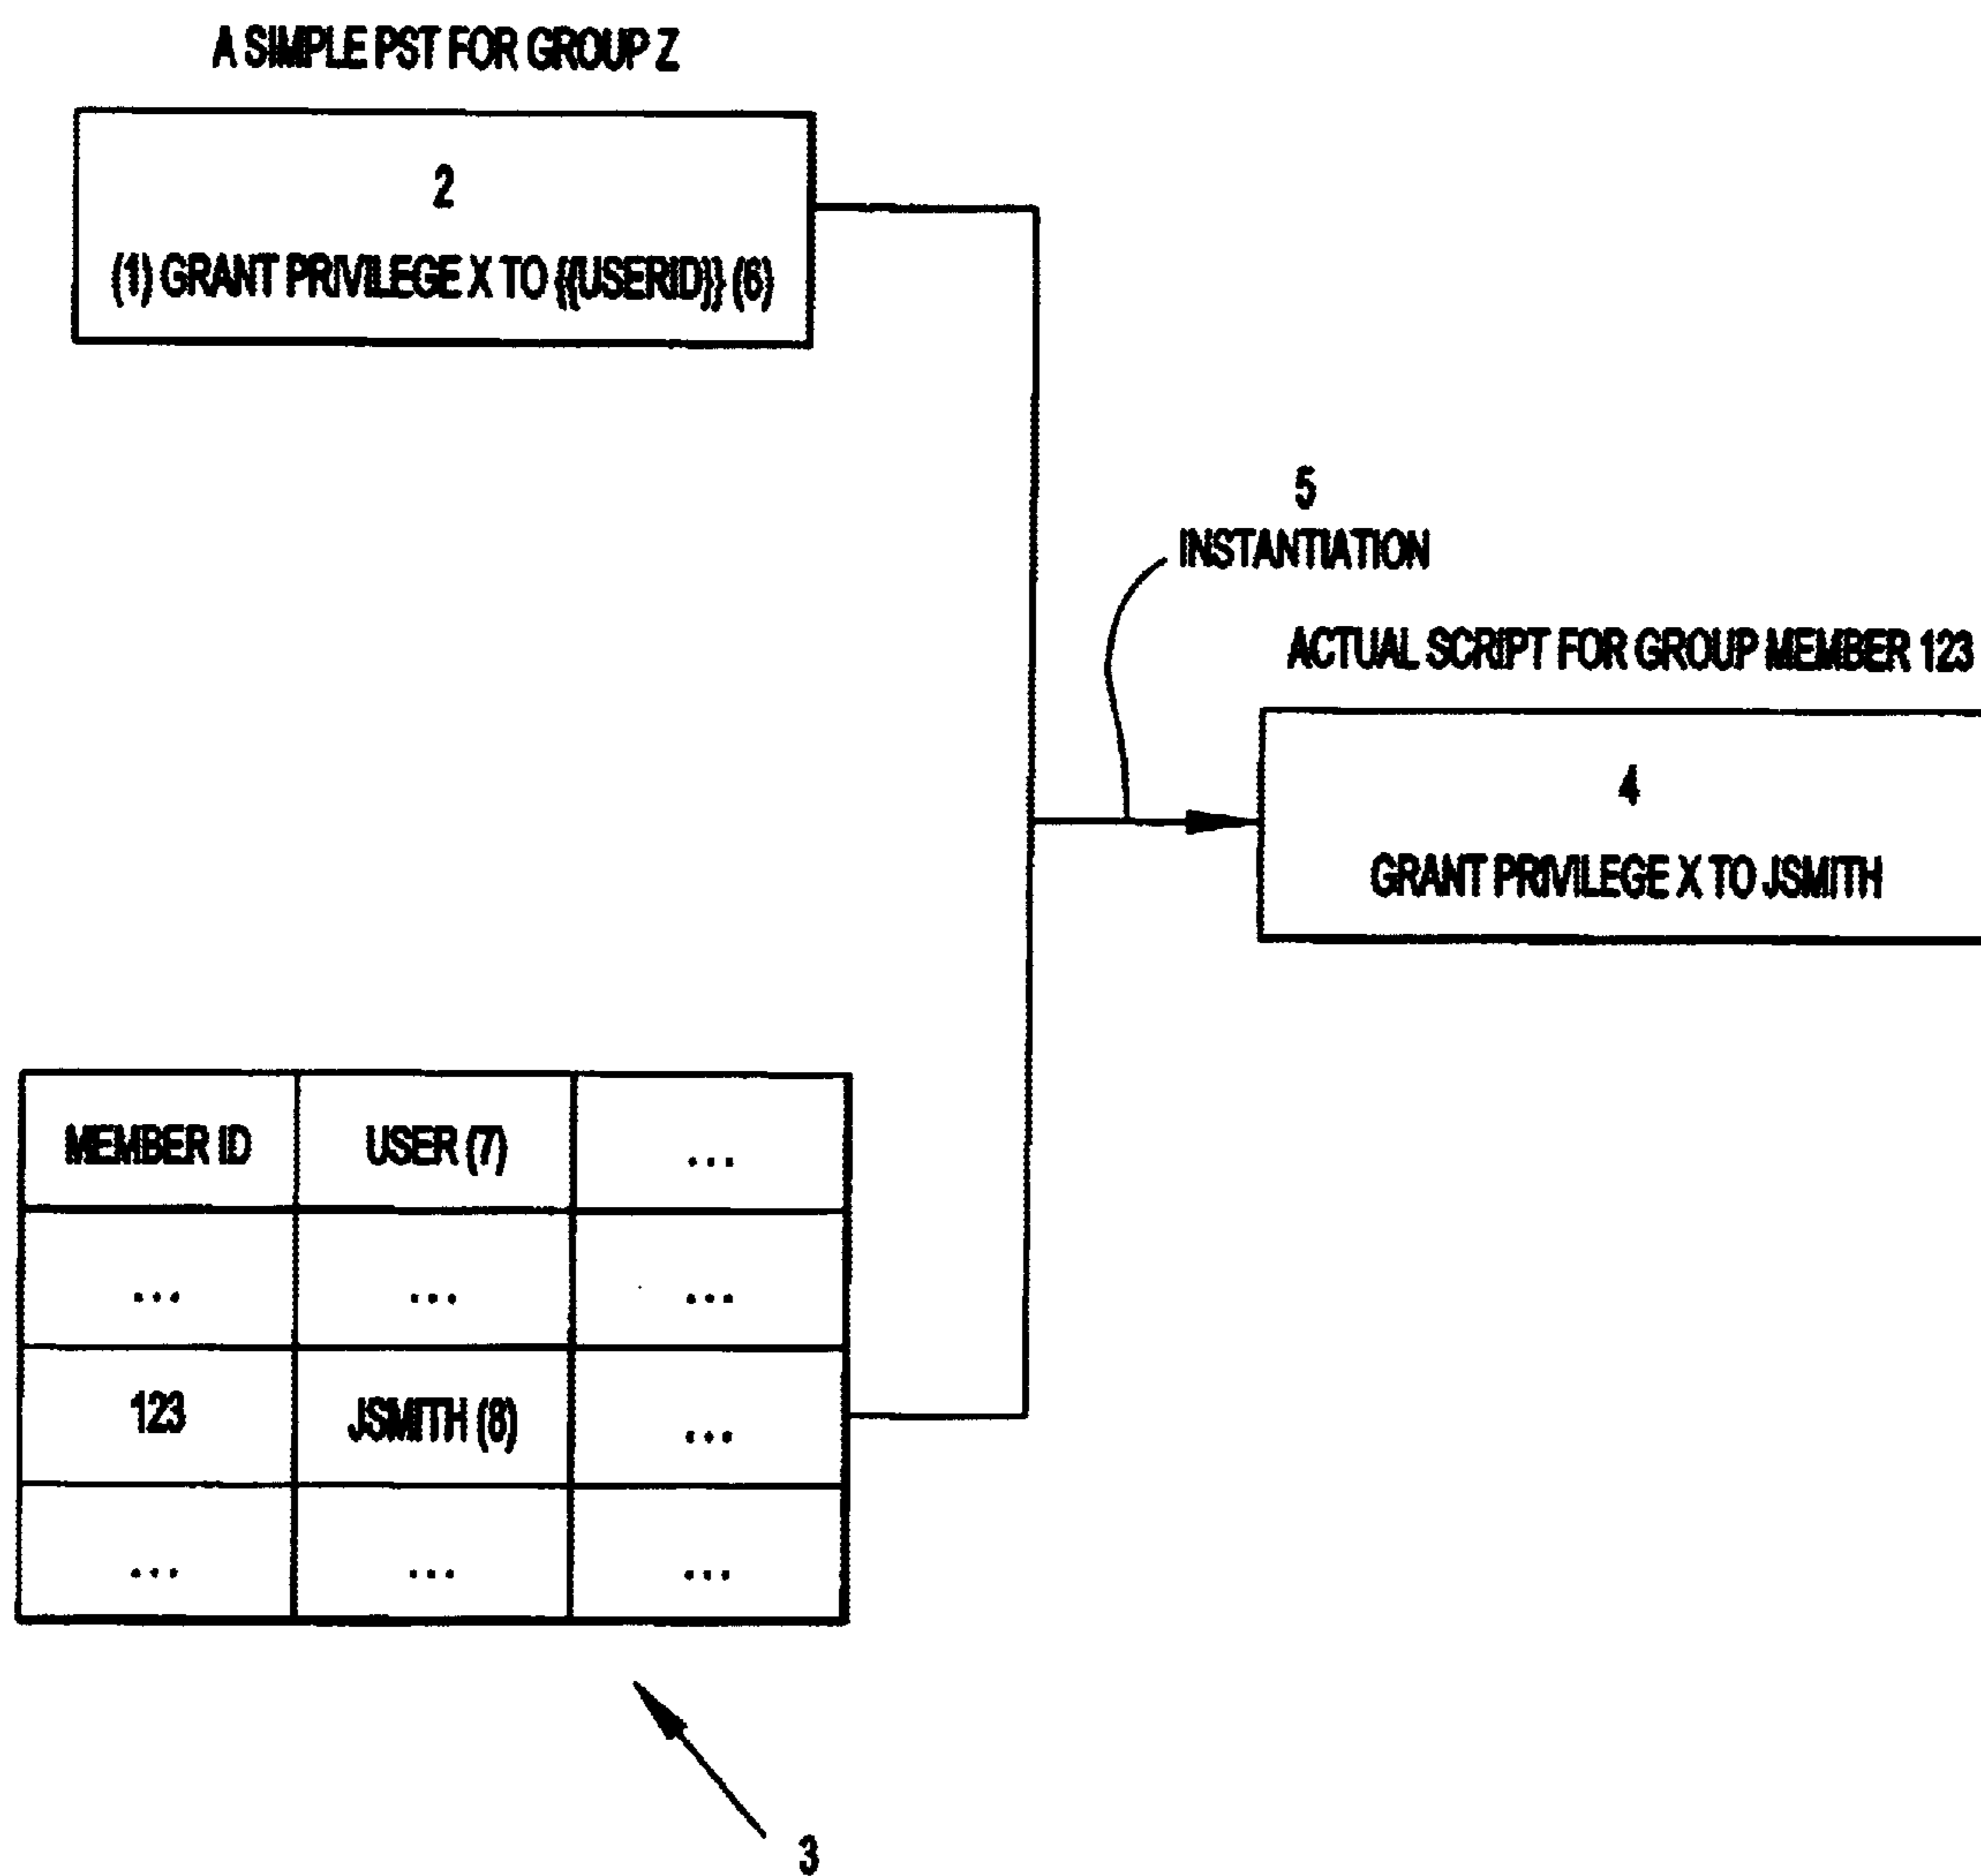 A SIMPLE PST FOR GROUP Z
2
(1) GRANT PRIVILEGE X TO {{USERID}} (6)
5
INSTANTIATION
ACTUAL SCRIPT FOR GROUP MEMBER 123
4
GRANT PRIVILEGE X TO JSMITH
MEMBER ID USER (7) ...
... ... ...
123 JSMITH (8) ...
... ... ...
3